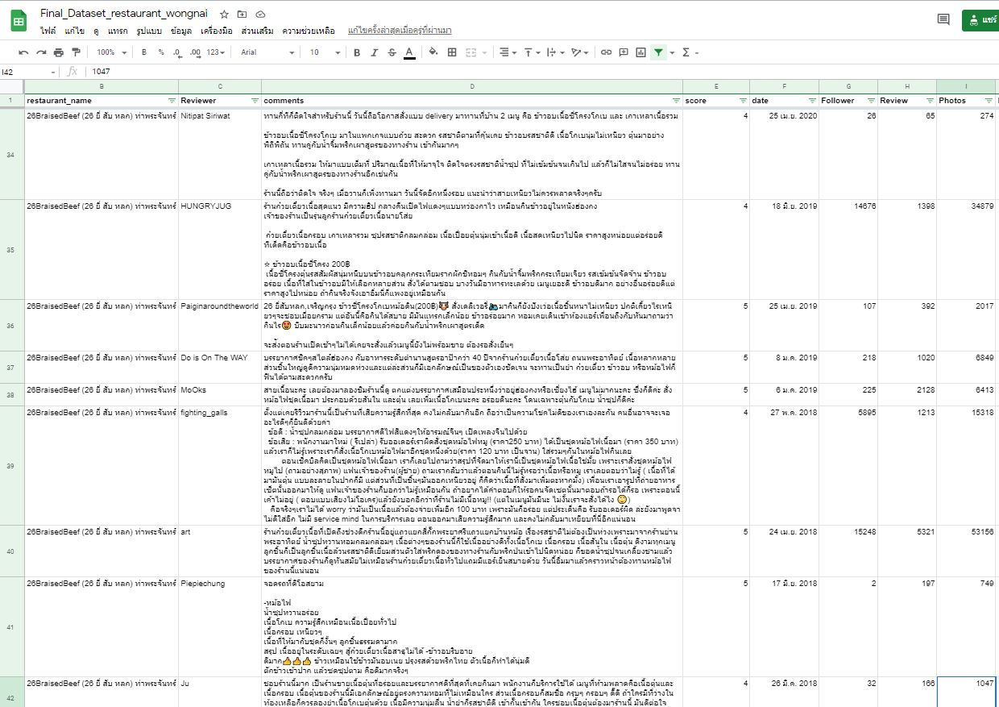 Final_Dataset_restaurant_wongnai
ไฟล์ แก้ไข ดู แทรก รูปแบบ ข้อมูล เครื่องมือ ส่วนเสริม ความช่วยเหลือ แก้ไขครั้งล่าสุดเมื่อครู่ที่ผ่านมา
แชร์
100% B % .0 .00 123 Arial 10 B I S A
I42 fx 1047
B C D E F G H I
1 restaurant_name Reviewer comments score date Follower Review Photos
34 26BraisedBeef (26 ยี่ สับ หลก) ท่าพระจันทร์ Nitipat Siriwat ทานกี่ทีก็ติดใจสำหรับร้านนี้ วันนี้ถือโอกาสสั่งแบบ delivery มาทานที่บ้าน 2 เมนู คือ ข้าวอบเนื้อซี่โครงโกเบ และ เกาเหลาเนื้อรวม 4 25 เม.ย. 2020 26 65 274
ข้าวอบเนื้อซี่โครงโกเบ มาในแพคเกจแบบถ้วย สะดวก รสชาติตามที่คุ้นเคย ข้าวอบรสชาติดี เนื้อโกเบนุ่มไม่เหนียว ตุ๋นมาอย่าง
พิถีพิถัน ทานคู่กับน้ำจิ้มพริกเผาสูตรของทางร้าน เข้ากันมากๆ
เกาเหลาเนื้อรวม ให้มาแบบเต็มที่ ปริมาณเนื้อที่ให้มาจุใจ ติดใจตรงรสชาติน้ำซุป ที่ไม่เข้มข้นจนเกินไป แล้วก็ไม่ใสจนไม่อร่อย ทาน
คู่กับน้ำพริกเผาสูตรของทางร้านอีกเช่นกัน
ร้านนี้ถือว่าติดใจ จริงๆ เมื่อวานก็เพิ่งทานมา วันนี้จัดอีกหนึ่งรอบ แนะนำว่าสายเหนียวไม่ควรพลาดจริงๆครับ
35 26BraisedBeef (26 ยี่ สับ หลก) ท่าพระจันทร์ HUNGRYJUG ร้านก๋วยเตี๋ยวเนื้อสุดแนว มีความฮิป กลางคืนเปิดไฟแดงๆแบบหว่องกาไว เหมือนกินข้าวอยู่ในหนังฮ่องกง 4 18 มิ.ย. 2019 14676 1398 34879
เจ้าของร้านเป็นรุ่นลูกร้านก๋วยเตี๋ยวเนื้อนายโส่ย
ก๋วยเตี๋ยวเนื้อครอบ เกาเหลารวม ซุปรสชาติกลมกล่อม เนื้อเปื่อยตุ๋นนุ่มเข้าเนื้อดี เนื้อสดเหนียวไปนิด ราคาสูงหน่อยแต่อร่อยดี
ทีเด็ดคือข้าวอบเนื้อ
☆ ข้าวอบเนื้อซี่โครง 200฿
เนื้อซี่โครงตุ๋นรสสัมผัสนุ่มหนึบบนข้าวอบคลุกกระเทียมรากผักชีหอมๆ กินกับน้ำจิ้มพริกกระเทียมเจียว รสเข้มข้นจัดจ้าน ข้าวอบ
อร่อย เนื้อที่ใส่ในข้าวอบมีให้เลือกหลายส่วน สั่งได้ตามชอบ บางวันมีอาหารทะเลด้วย เมนูเยอะดี ข้าวอบดีมาก อย่างอื่นอร่อยดีแต่
ราคาสูงไปหน่อย ถ้ากินจริงจังเอาอิ่มนี่ก็แพงอยู่เหมือนกัน
36 26BraisedBeef (26 ยี่ สับ หลก) ท่าพระจันทร์ Paiginaroundtheworld 26 ยี่สับหลก,เจริญกรุง ข้าวซี่โครงโกเบหม้อดิน(200฿) สั่งเดลิเวอรี่ มากินก็ยังปังเว่อเนื้อชิ้นหนาไม่เหนียว ปกติเคี้ยวไรเหนี 5 25 เม.ย. 2019 107 392 2017
ยวๆจะชอบเมื่อยกราม แต่อันนี้คือกินได้สบาย มีมันแทรกเล็กน้อย ข้าวอร่อยมาก หอมเคยเดินเข้าห้องแอร์เพื่อนถึงกับหันมาถามว่า
กินไร บีบมะนาวก่อนกินเล็กน้อยแล้วค่อยกินกับน้ำพริกเผาสูตรเด็ด
จะสั่งตอนร้านเปิดเช้าๆไม่ได้เคยจะสั่งแล้วเมนูนี้ยังไม่พร้อมขาย ต้องรอสั่งเย็นๆ
37 26BraisedBeef (26 ยี่ สับ หลก) ท่าพระจันทร์ Do is On The WAY บรรยากาศชิคๆสไตล์ฮ่องกง กับอาหารระดับตำนานสูตรอาป๊ากว่า 40 ปีจากร้านก๋วยเตี๋ยวเนื้อโส่ย ถนนพระอาทิตย์ เนื้อหลากหลาย 5 8 ม.ค. 2019 218 1020 6849
ส่วนชิ้นใหญ่ดูดีความนุ่มหมดห่วงและแต่ละส่วนก็มีเอกลักษณ์เป็นของตัวเองชัดเจน จะทานเป็นยำ ก๋วยเตี๋ยว ข้าวอบ หรือหม้อไฟก็
ฟินได้ตามสะดวกครับ
38 26BraisedBeef (26 ยี่ สับ หลก) ท่าพระจันทร์ MoOks สายเนื้อนะคะ เลยต้องมาลองชิมร้านนี้ดู ตกแต่งบรรยากาศเสมือนประหนึ่งว่าอยู่ฮ่องกงหรือเซี่ยงไฮ้ เมนูไม่มากนะคะ ซึ่งก็ดีค่ะ สั่ง 5 6 ม.ค. 2019 225 2128 6413
หม้อไฟชุดเนื้อมา ประกอบด้วยสันใน และตุ๋น เลยเพิ่มเนื้อโกเบนะคะ อร่อยดีนะคะ โดนเฉพาะตุ๋นกับโกเบ น้ำซุปก็ดีค่ะ
39 26BraisedBeef (26 ยี่ สับ หลก) ท่าพระจันทร์ fighting_galls ตั้งแต่เคยรีวิวมาร้านนี้เป็นร้านที่เสียความรู้สึกที่สุด คงไม่กลับมากินอีก ถือว่าเป็นความโชคไม่ดีของเราเองละกัน คนอื่นอาจจะเจอ 4 27 พ.ค. 2018 5895 1213 15318
อะไรดีๆก็ยินดีด้วยค่า
ข้อดี : น้ำซุปกลมกล่อม บรรยากาศดีไฟสีแดงๆให้อารมณ์จีนๆ เปิดเพลงจีนไปด้วย
ข้อเสีย : พนักงานมาใหม่ ( รึเปล่า) รับออเดอร์เราผิดสั่งชุดหม้อไฟหมู (ราคา250 บาท) ได้เป็นชุดหม้อไฟเนื้อมา (ราคา 350 บาท)
แล้วเราก็ไม่รู้เพราะเราก็สั่งเนื้อโกเบหม้อไฟมาอีกชุดหนึ่งด้วย(ราคา 120 บาท เป็นจาน) ใส่รวมๆกันในหม้อไฟกินเลย
ตอนเช็คบิลคิดเป็นชุดหม้อไฟเนื้อมา เราก็เลยไปถามว่าสรุปที่จัดมาให้เรานี่เป็นชุดหม้อไฟเนื้อใช่มั้ย เพราะเราสั่งชุดหม้อไฟ
หมูไป (ถามอย่างสุภาพ) แฟนเจ้าของร้าน(ผู้ชาย) ถามเรากลับว่าแล้วตอนกินนี่ไม่รู้หรอว่าเนื้อหรือหมู เราเลยตอบว่าไม่รู้ ( เนื้อที่ได้
มามันตุ๋น แบบละลายในปากก็มี แต่ส่วนที่เป็นชิ้นๆมันออกเหนียวอยู่ ก็คิดว่าเนื้อที่สั่งมาเพิ่มตะหากมั้ง) เพื่อนเราเอารูปที่ถ่ายอาหาร
เซ็ตนั้นออกมาให้ดู แฟนเจ้าของร้านก็บอกว่าไม่รู้เหมือนกัน ถ้าอยากได้คำตอบก็ให้รอคนจัดเซตนั้นมาตอบถ้ารอได้ก็รอ เพราะตอนนี้
เค้าไม่อยู่ ( ตอบแบบเสียงไม่โอเคร)แล้วยังบอกอีกว่าที่ร้านไม่มีเนื้อหมู!! (แต่ในเมนูมันมีนะ ไม่งั้นเราจะสั่งได้ไง )
คือจริงๆเราไม่ได้ worry ว่ามันเป็นเนื้อแล้วต้องจ่ายเพิ่มอีก 100 บาท เพราะมันก็อร่อย แต่ประเด็นคือ รับออเดอร์ผิด ละยังมาพูดจา
ไม่ดีใส่อีก ไม่มี service mind ในการบริการเลย ตอนออกมาเสียความรู้สึกมาก และคงไม่กลับมาเหยียบที่นี่อีกแน่นอน
40 26BraisedBeef (26 ยี่ สับ หลก) ท่าพระจันทร์ art ร้านก๋วยเตี๋ยวเนื้อที่เปิดถึงช่วงดึกร้านนี้อยู่แถวแยกสี่กั๊กพระยาศรีแถวแยกบ้านหม้อ เรื่องรสชาติไม่ต้องเป็นห่วงเพราะมาจากร้านย่าน 5 24 เม.ย. 2018 15248 5321 53156
พระอาทิตย์ น้ำซุปหวานหอมกลมกล่อมๆ เนื้อต่างๆของร้านนี้ก็ใช้เนื้ออย่างดีทั้งเนื้อโกเบ เนื้อครอบ เนื้อสันใน เนื้อตุ๋น ดีงามทุกเมนู
ลูกชิ้นก็เป็นลูกชิ้นเนื้อล้วนรสชาติดีเยี่ยมส่วนตัวใส่พริกดองของทางร้านกับพริกป่นเข้าไปนิดหน่อย ก็ซดน้ำซุปจนเกลี้ยงชามแล้ว
บรรยากาศของร้านก็ดูทันสมัยไม่เหมือนร้านก๋วยเตี๋ยวเนื้อทั่วไปแถมมีแอร์เย็นสบายด้วย วันนี้อิ่มมาแล้วคราวหน้าต้องทานหม้อไฟ
ของร้านนี้แน่นอน
41 26BraisedBeef (26 ยี่ สับ หลก) ท่าพระจันทร์ Piepiechung จอดรถที่ดิโอสยาม 5 17 มิ.ย. 2018 2 197 749
-หม้อไฟ
น้ำซุปหวานอร่อย
เนื้อโกเบ ความรู้สึกเหมือนเนื้อเปื่อยทั่วไป
เนื้อครอบ เหนียวๆ
เนื้อที่ให้มากับชุดก็งั้นๆ ลูกชิ้นธรรมดามาก
สรุป เนื้ออยู่ในระดับเฉยๆ สู้ก๋วยเตี๋ยวเนื้อสาธุไม่ได้ -ข้าวอบริบอาย
ดีมาก👍👍👍 ข้าวเหมือนใช้ข้าวมันอบเนย ปรุงรสด้วยพริกไทย ตัวเนื้อก็ทำได้นุ่มดี
ตักข้าวเข้าปาก แล้วซดซุปตาม คือดีมากจริงๆ
42 26BraisedBeef (26 ยี่ สับ หลก) ท่าพระจันทร์ Ju ชอบร้านนี้มาก เป็นร้านขายเนื้อตุ๋นที่อร่อยและบรรยากาศดีที่สุดที่เคยกินมา พนักงานก็บริการใช้ได้ เมนูที่ห้ามพลาดคือเนื้อตุ๋นและ 4 26 มี.ค. 2018 32 166 1047
เนื้อครอบ เนื้อตุ๋นของร้านนี้มีเอกลักษณ์อยู่ตรงความหอมที่ไม่เหมือนใคร ส่วนเนื้อครอบก็สมชื่อ กรุบๆ กรอบๆ ดี๊ดี ถ้าใครมีที่ว่างใน
ท้องเหลือก็ควรลองยำเนื้อโกเบตุ๋นด้วย เนื้อมีความนุ่มลิ้น น้ำยำก็รสชาติดี เข้ากันเข้ากัน ใครชอบเนื้อตุ๋นต้องมาร้านนี้ มันดีต่อใจ